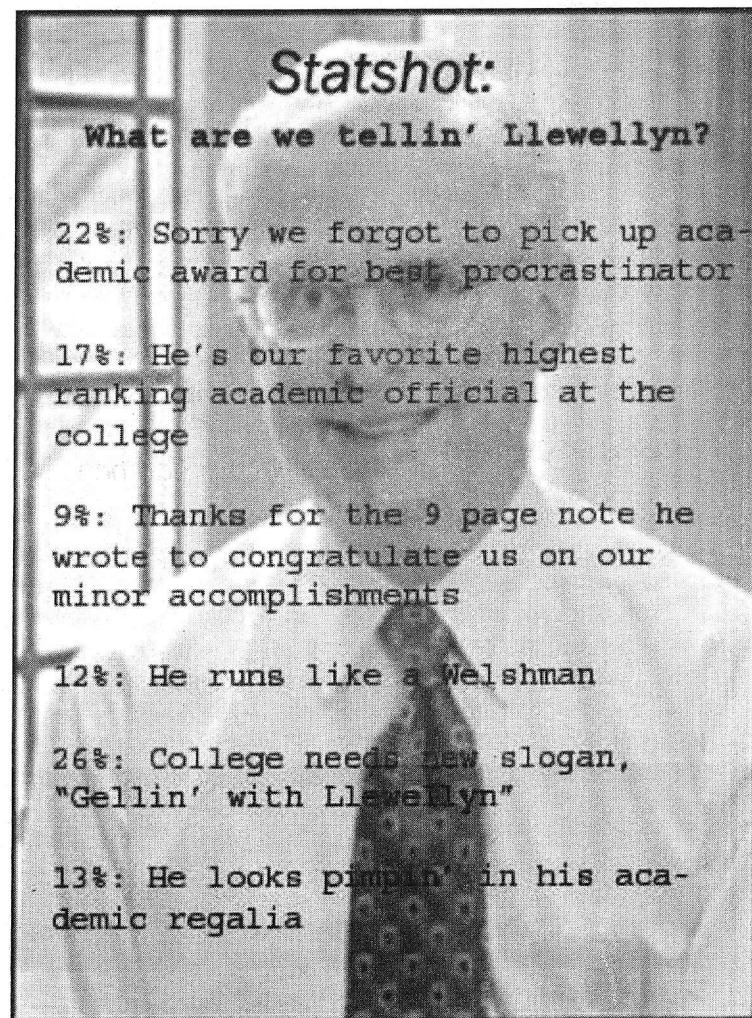 Statshot:
What are we tellin' Llewellyn?
22%: Sorry we forgot to pick up aca-
demic award for best procrastinator
17%: He's our favorite highest
ranking academic official at the
college
9%: Thanks for the 9 page note he
wrote to congratulate us on our
minor accomplishments
12%: He runs like a Welshman
26%: College needs new slogan,
"Gellin' with Llewellyn"
13%: He looks pimpin' in his aca-
demic regalia